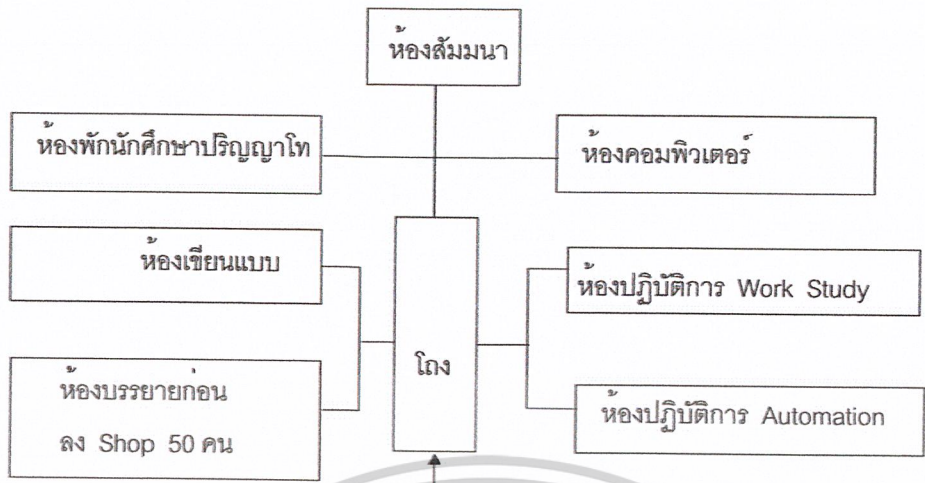 ห้องสัมมนา
ห้องพักนักศึกษาปริญญาโท
ห้องคอมพิวเตอร์
ห้องเขียนแบบ
ห้องปฏิบัติการ Work Study
โถง
ห้องบรรยายก่อน
ลง Shop 50 คน
ห้องปฏิบัติการ Automation